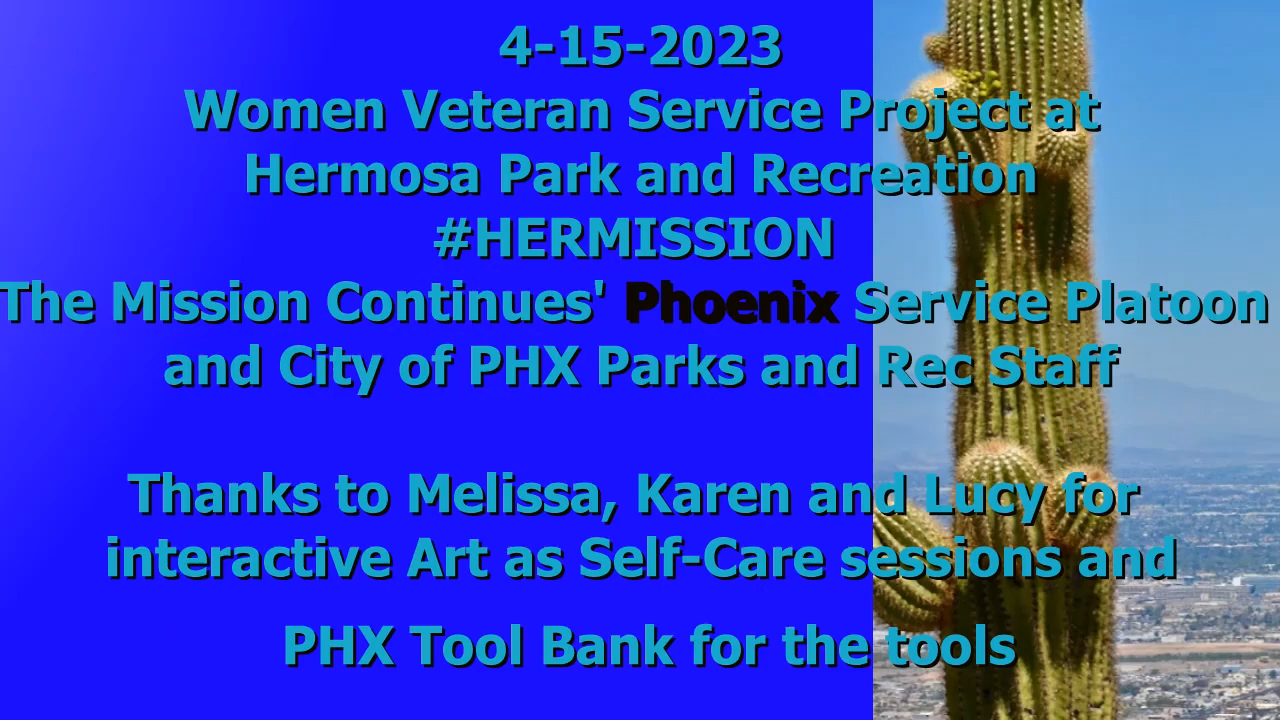 4-15-2023
Women Veteran Service Project at
Hermosa Park and Recreation
#HERMISSION
The Mission Continues' Phoenix Service Platoon
and City of PHX Parks and Rec Staff
Thanks to Melissa, Karen and Lucy for
interactive Art as Self-Care sessions and
PHX Tool Bank for the tools